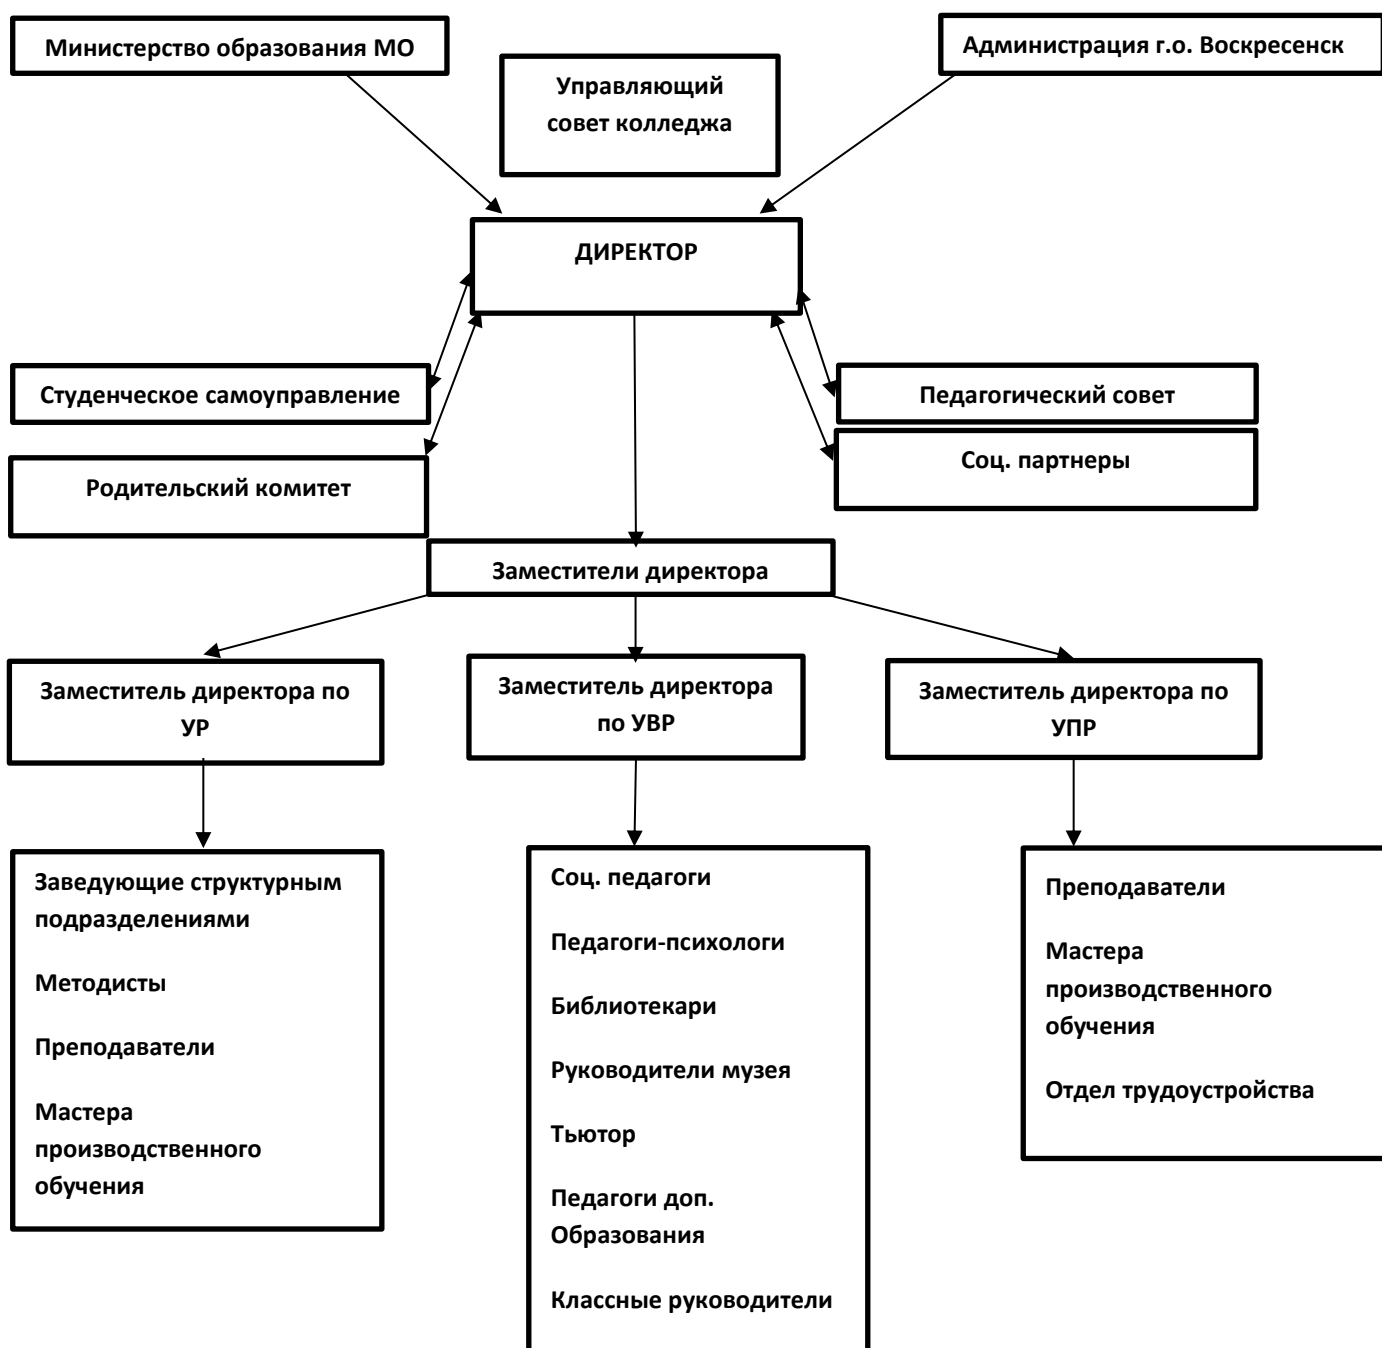 Министерство образования МО
Администрация г.о. Воскресенск
Управляющий
совет колледжа
ДИРЕКТОР
Студенческое самоуправление
Педагогический совет
Родительский комитет
Соц. партнеры
Заместители директора
Заместитель директора по
УР
Заместитель директора
по УВР
Заместитель директора по
УПР
Заведующие структурным
подразделениями
Методисты
Преподаватели
Мастера
производственного
обучения
Соц. педагоги
Педагоги-психологи
Библиотекари
Руководители музея
Тьютор
Педагоги доп.
Образования
Классные руководители
Преподаватели
Мастера
производственного
обучения
Отдел трудоустройства